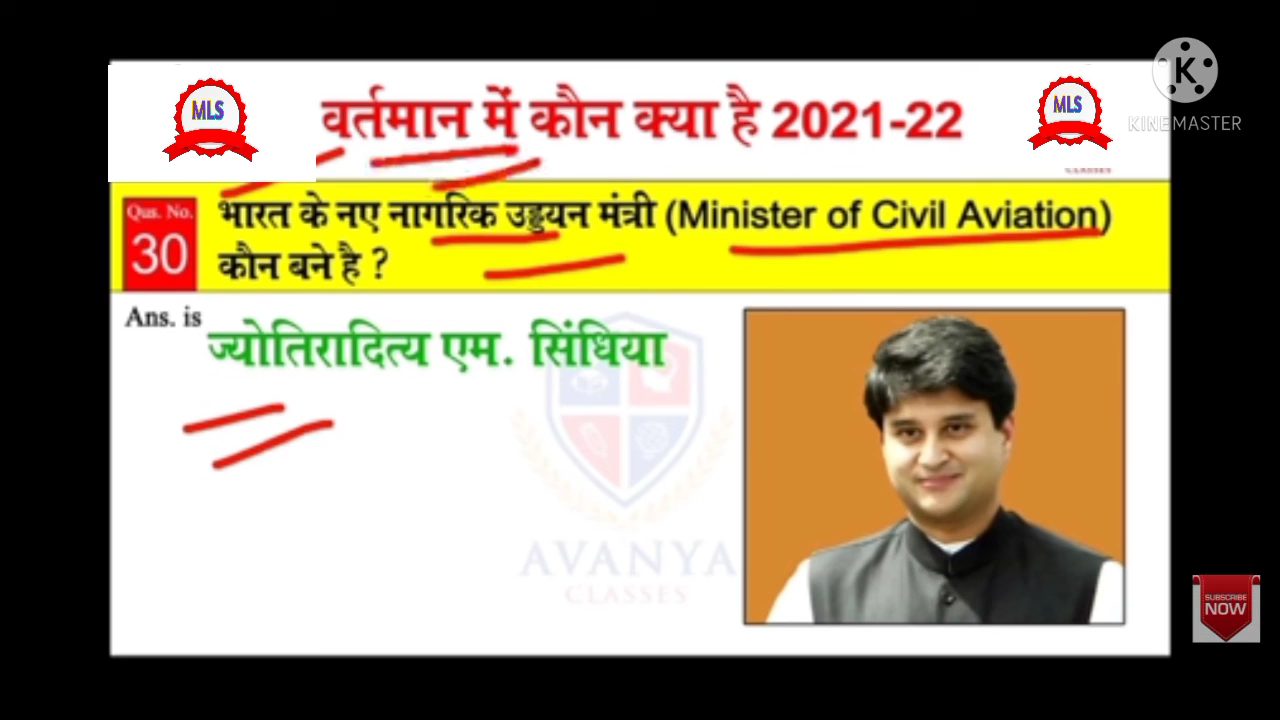 MLS
वर्तमान में कौन क्या है 2021-22
MLS
KINEMASTER
CLASSES
Qus. No.
30
भारत के नए नागरिक उड्डयन मंत्री (Minister of Civil Aviation)
कौन बने है ?
Ans. is
ज्योतिरादित्य एम. सिंधिया
AVANYA
CLASSES
SUBSCRIBE
NOW